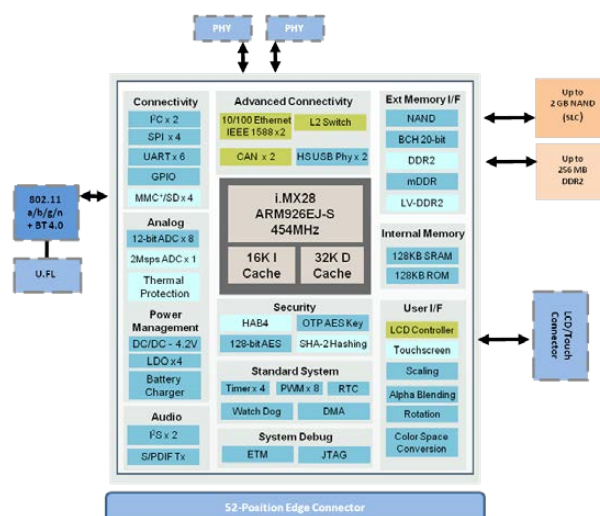 PHY
PHY
Connectivity
I²C x 2
SPI x 4
UART x 6
GPIO
MMC⁺/SD x 4
Analog
12-bit ADC x 8
2Msps ADC x 1
Thermal
Protection
Power
Management
DC/DC - 4.2V
LDO x4
Battery
Charger
Audio
I²S x 2
S/PDIF Tx
Advanced Connectivity
10/100 Ethernet
IEEE 1588 x2
L2 Switch
CAN x 2
HS USB Phy x 2
i.MX28
ARM926EJ-S
454MHz
16K I
Cache
32K D
Cache
Security
HAB4
OTP AES Key
128-bit AES
SHA-2 Hashing
Standard System
Timer x 4
PWM x 8
RTC
Watch Dog
DMA
System Debug
ETM
JTAG
Ext Memory I/F
NAND
BCH 20-bit
DDR2
mDDR
LV-DDR2
Internal Memory
128KB SRAM
128KB ROM
User I/F
LCD Controller
Touchscreen
Scaling
Alpha Blending
Rotation
Color Space
Conversion
802.11
a/b/g/n
+ BT 4.0
U.FL
Up to
2 GB NAND
(SLC)
Up to
256 MB
DDR2
LCD/Touch
Connector
52-Position Edge Connector